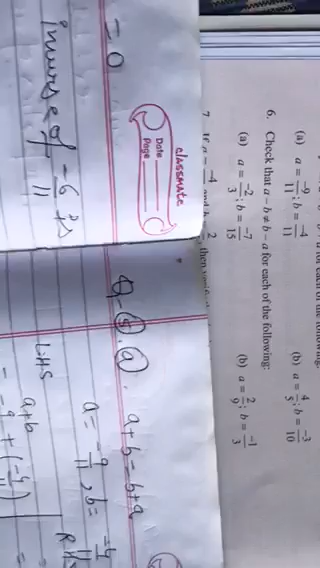 (a) a = -9/11; b = -4/11
(b) a = 4/5; b = -3/10
6. Check that a – b ≠ b – a for each of the following:
(a) a = -2/3; b = -7/15
(b) a = 2/9; b = -1/3
classmate
Date
Page
= 0
inverse of -6/11 is
Q-5. (a). a+b = b+a
a = -9/11, b = -4/11
LHS
RHS
a+b
= -9